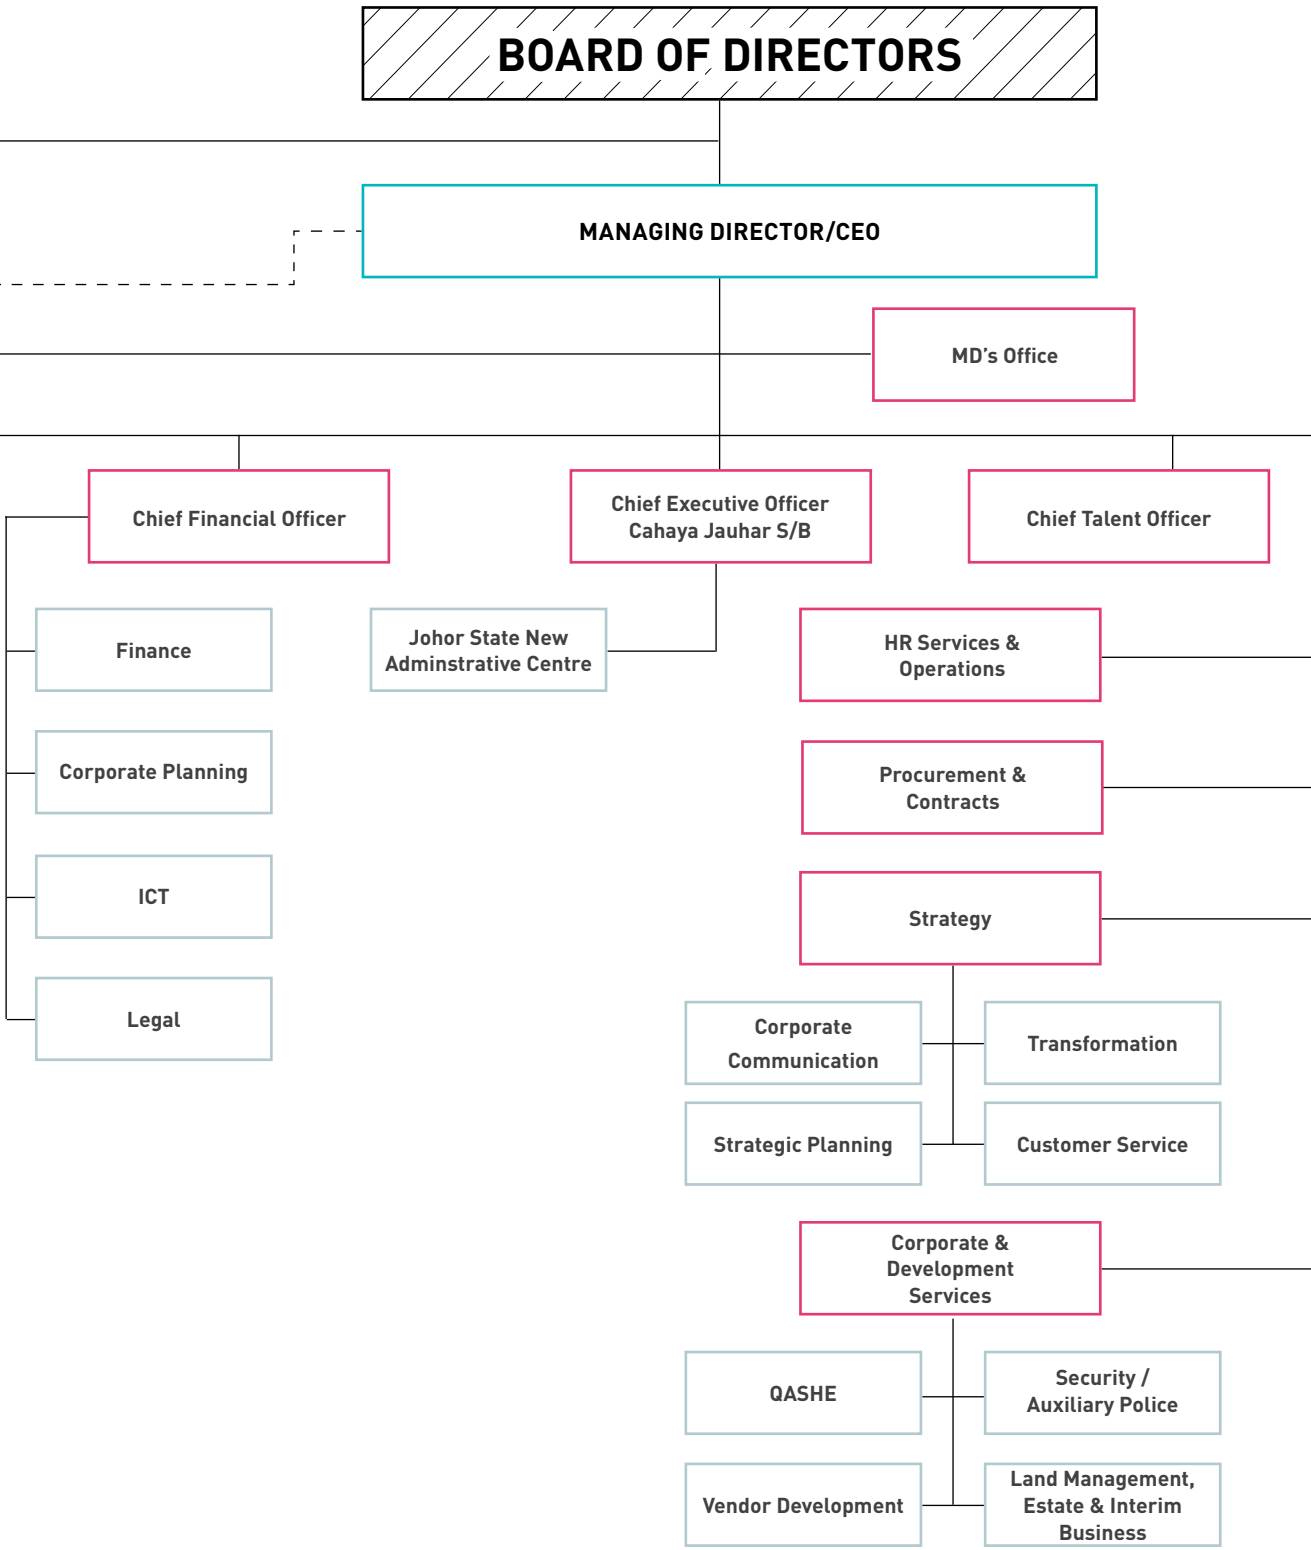 BOARD OF DIRECTORS
MANAGING DIRECTOR/CEO
MD’s Office
Chief Financial Officer
Chief Executive Officer
Cahaya Jauhar S/B
Chief Talent Officer
Finance
Johor State New
Adminstrative Centre
HR Services &
Operations
Corporate Planning
Procurement &
Contracts
ICT
Strategy
Legal
Corporate
Communication
Transformation
Strategic Planning
Customer Service
Corporate &
Development
Services
QASHE
Security /
Auxiliary Police
Vendor Development
Land Management,
Estate & Interim
Business